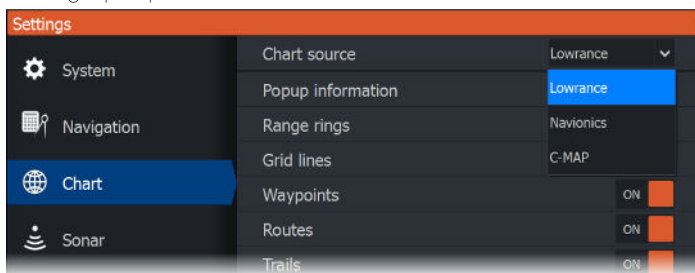 Settings
System
Navigation
Chart
Sonar
Chart source Lowrance
Popup information Lowrance
Range rings Navionics
Grid lines C-MAP
Waypoints ON
Routes ON
Trails ON